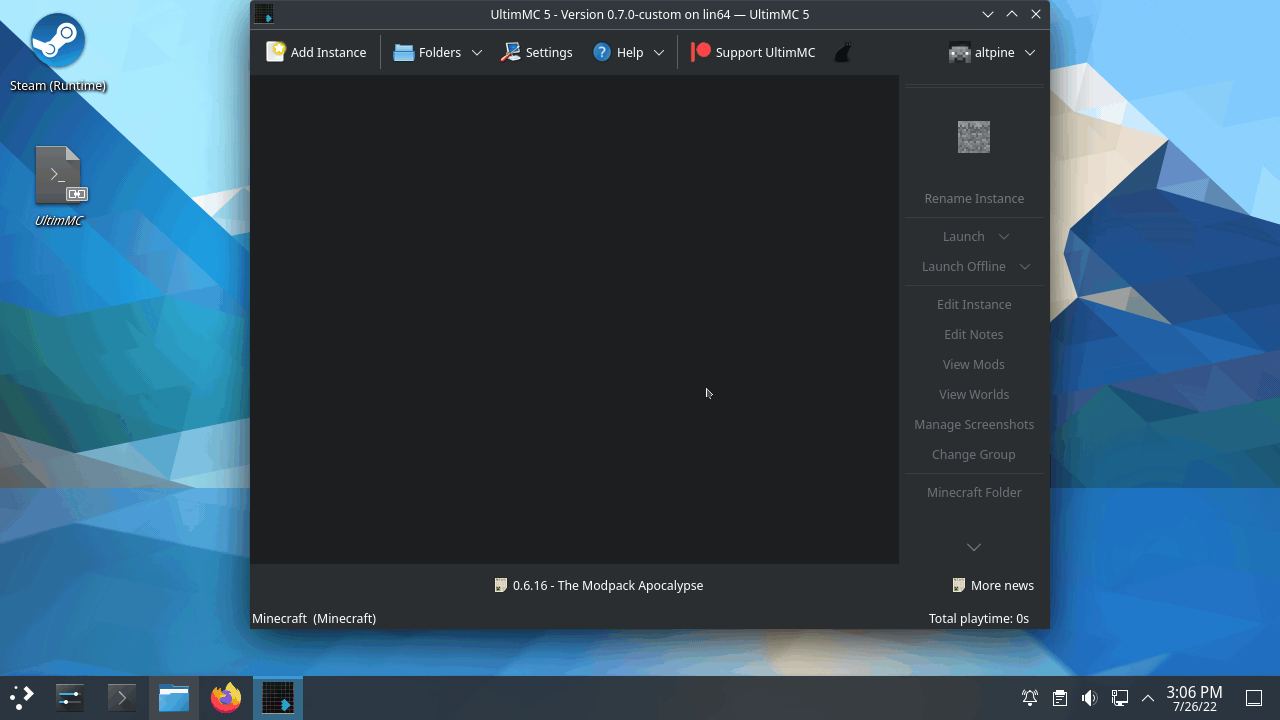 UltimMC 5 - Version 0.7.0-custom on lin64 — UltimMC 5
Add Instance Folders Settings Help Support UltimMC altpine
Steam (Runtime)
UltimMC
Rename Instance
Launch
Launch Offline
Edit Instance
Edit Notes
View Mods
View Worlds
Manage Screenshots
Change Group
Minecraft Folder
0.6.16 - The Modpack Apocalypse More news
Minecraft (Minecraft) Total playtime: 0s
3:06 PM
7/26/22